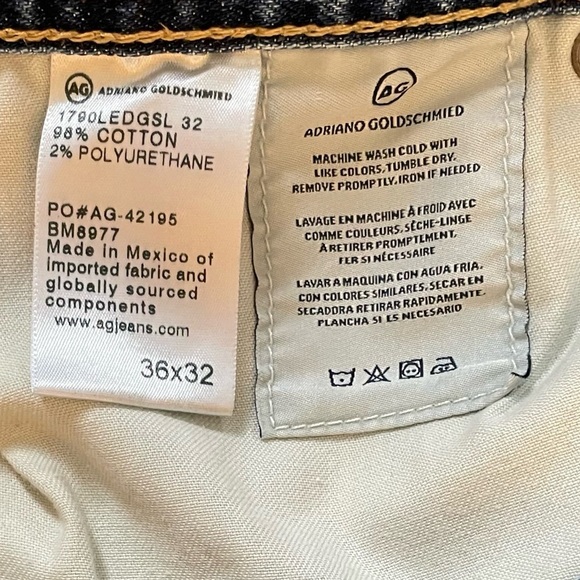 AG ADRIANO GOLDSCHMIED
1790LEDGSL 32
98% COTTON
2% POLYURETHANE
PO#AG-42195
BM8977
Made in Mexico of
imported fabric and
globally sourced
components
www.agjeans.com
36x32
AG
ADRIANO GOLDSCHMIED
MACHINE WASH COLD WITH
LIKE COLORS, TUMBLE DRY.
REMOVE PROMPTLY. IRON IF NEEDED
LAVAGE EN MACHINE À FROID AVEC
COMME COULEURS. SÈCHE-LINGE
À RETIRER PROMPTEMENT.
FER SI NÉCESSAIRE
LAVAR A MAQUINA CON AGUA FRIA.
CON COLORES SIMILARES. SECAR EN
SECADORA RETIRAR RAPIDAMENTE.
PLANCHA SI ES NECESARIO